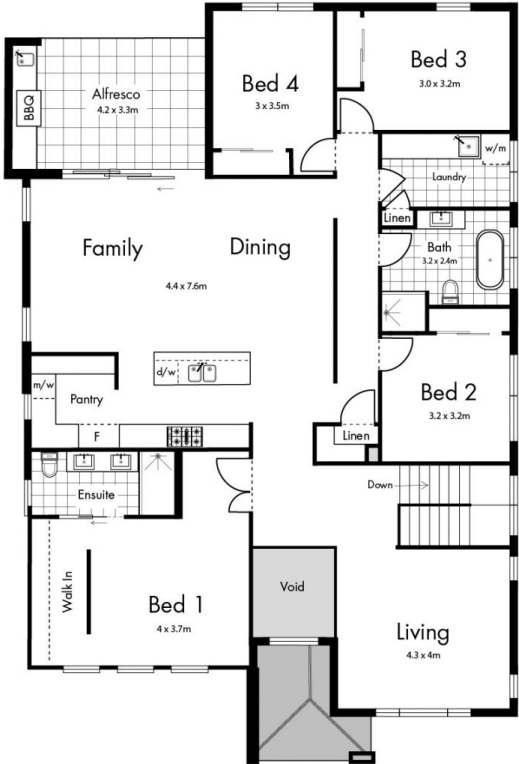 Bed 3
3.0 x 3.2m
Bed 4
3 x 3.5m
Alfresco
4.2 x 3.3m
BBQ
w/m
Laundry
Linen
Bath
3.2 x 2.4m
Family
Dining
4.4 x 7.6m
d/w
m/w
Pantry
F
Bed 2
3.2 x 3.2m
Linen
Ensuite
Down
Walk In
Bed 1
4 x 3.7m
Void
Living
4.3 x 4m